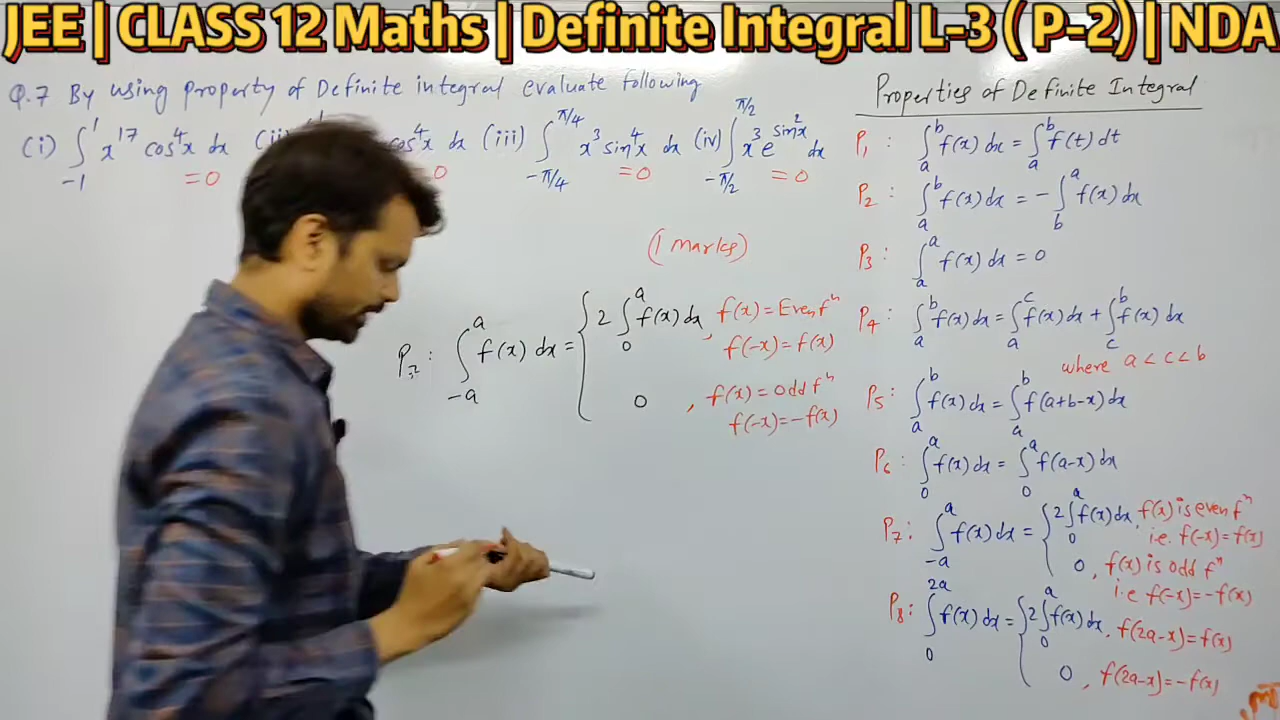 JEE | CLASS 12 Maths | Definite Integral L-3 ( P-2) | NDA
Q.7 By using property of Definite integral evaluate following
(i) ∫_{-1}^{1} x^17 cos^4 x dx = 0
cos^4 x dx = 0
(iii) ∫_{-π/4}^{π/4} x^3 sin^4 x dx = 0
(iv) ∫_{-π/2}^{π/2} x^3 e^{sin^2 x} dx = 0
(1 marks)
P7 : ∫_{-a}^{a} f(x) dx = { 2 ∫_0^a f(x) dx , f(x) = Even f^n
f(-x) = f(x)
0 , f(x) = odd f^n
f(-x) = -f(x)
Properties of Definite Integral
P1 : ∫_a^b f(x) dx = ∫_a^b f(t) dt
P2 : ∫_a^b f(x) dx = - ∫_b^a f(x) dx
P3 : ∫_a^a f(x) dx = 0
P4 : ∫_a^b f(x) dx = ∫_a^c f(x) dx + ∫_c^b f(x) dx
where a < c < b
P5 : ∫_a^b f(x) dx = ∫_a^b f(a+b-x) dx
P6 : ∫_0^a f(x) dx = ∫_0^a f(a-x) dx
P7 : ∫_{-a}^{a} f(x) dx = { 2 ∫_0^a f(x) dx , f(x) is even f^n
i.e. f(-x) = f(x)
0 , f(x) is odd f^n
i.e f(-x) = -f(x)
P8 : ∫_0^{2a} f(x) dx = { 2 ∫_0^a f(x) dx , f(2a-x) = f(x)
0 , f(2a-x) = -f(x)